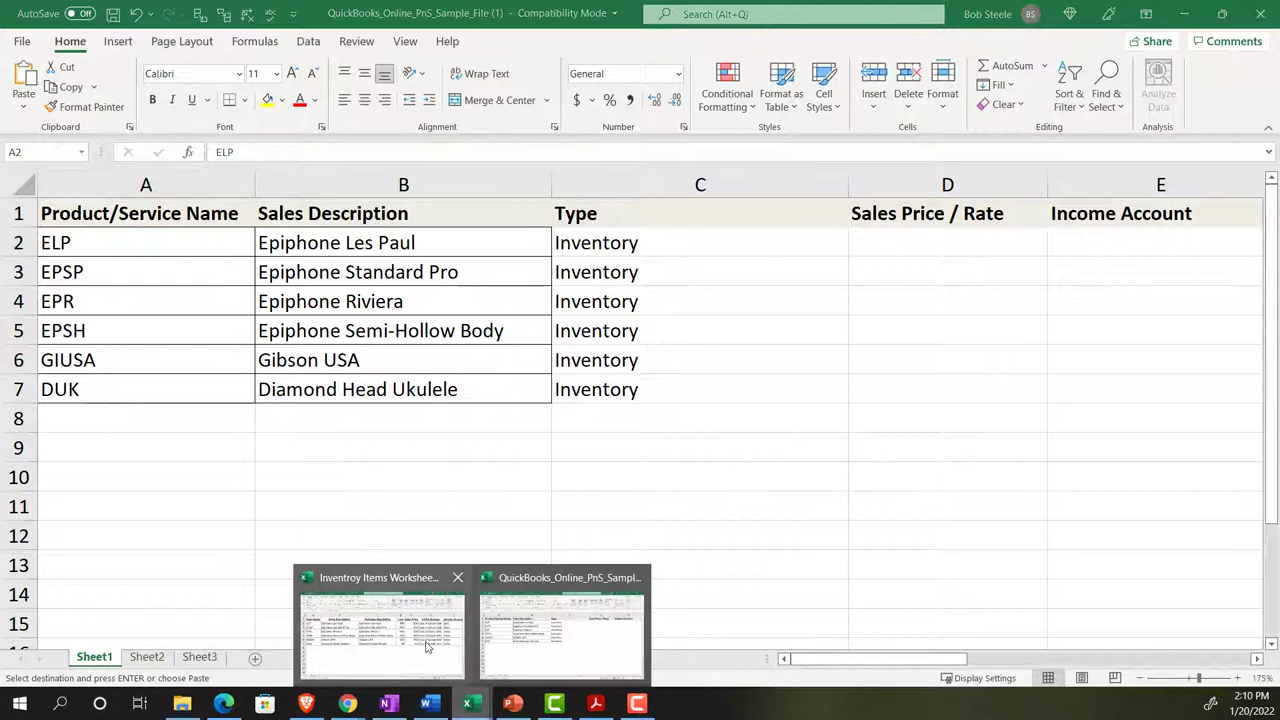 AutoSave Off QuickBooks_Online_PnS_Sample_File (1) - Compatibility Mode Search (Alt+Q) Bob Steele BS
File Home Insert Page Layout Formulas Data Review View Help Share Comments
Paste Cut Copy Format Painter Calibri 11 Wrap Text Merge & Center General Conditional Formatting Format as Table Cell Styles Insert Delete Format AutoSum Fill Clear Sort & Filter Find & Select Analyze Data
Clipboard Font Alignment Number Styles Cells Editing Analysis
A2 fx ELP
A B C D E
1 Product/Service Name Sales Description Type Sales Price / Rate Income Account
2 ELP Epiphone Les Paul Inventory
3 EPSP Epiphone Standard Pro Inventory
4 EPR Epiphone Riviera Inventory
5 EPSH Epiphone Semi-Hollow Body Inventory
6 GIUSA Gibson USA Inventory
7 DUK Diamond Head Ukulele Inventory
8
9
10
11
12
13
14
15
Inventroy Items Workshee... QuickBooks_Online_PnS_Sampl...
Sheet1 Sheet2 Sheet3
Select destination and press ENTER or choose Paste Display Settings 175%
2:10 PM
1/20/2022